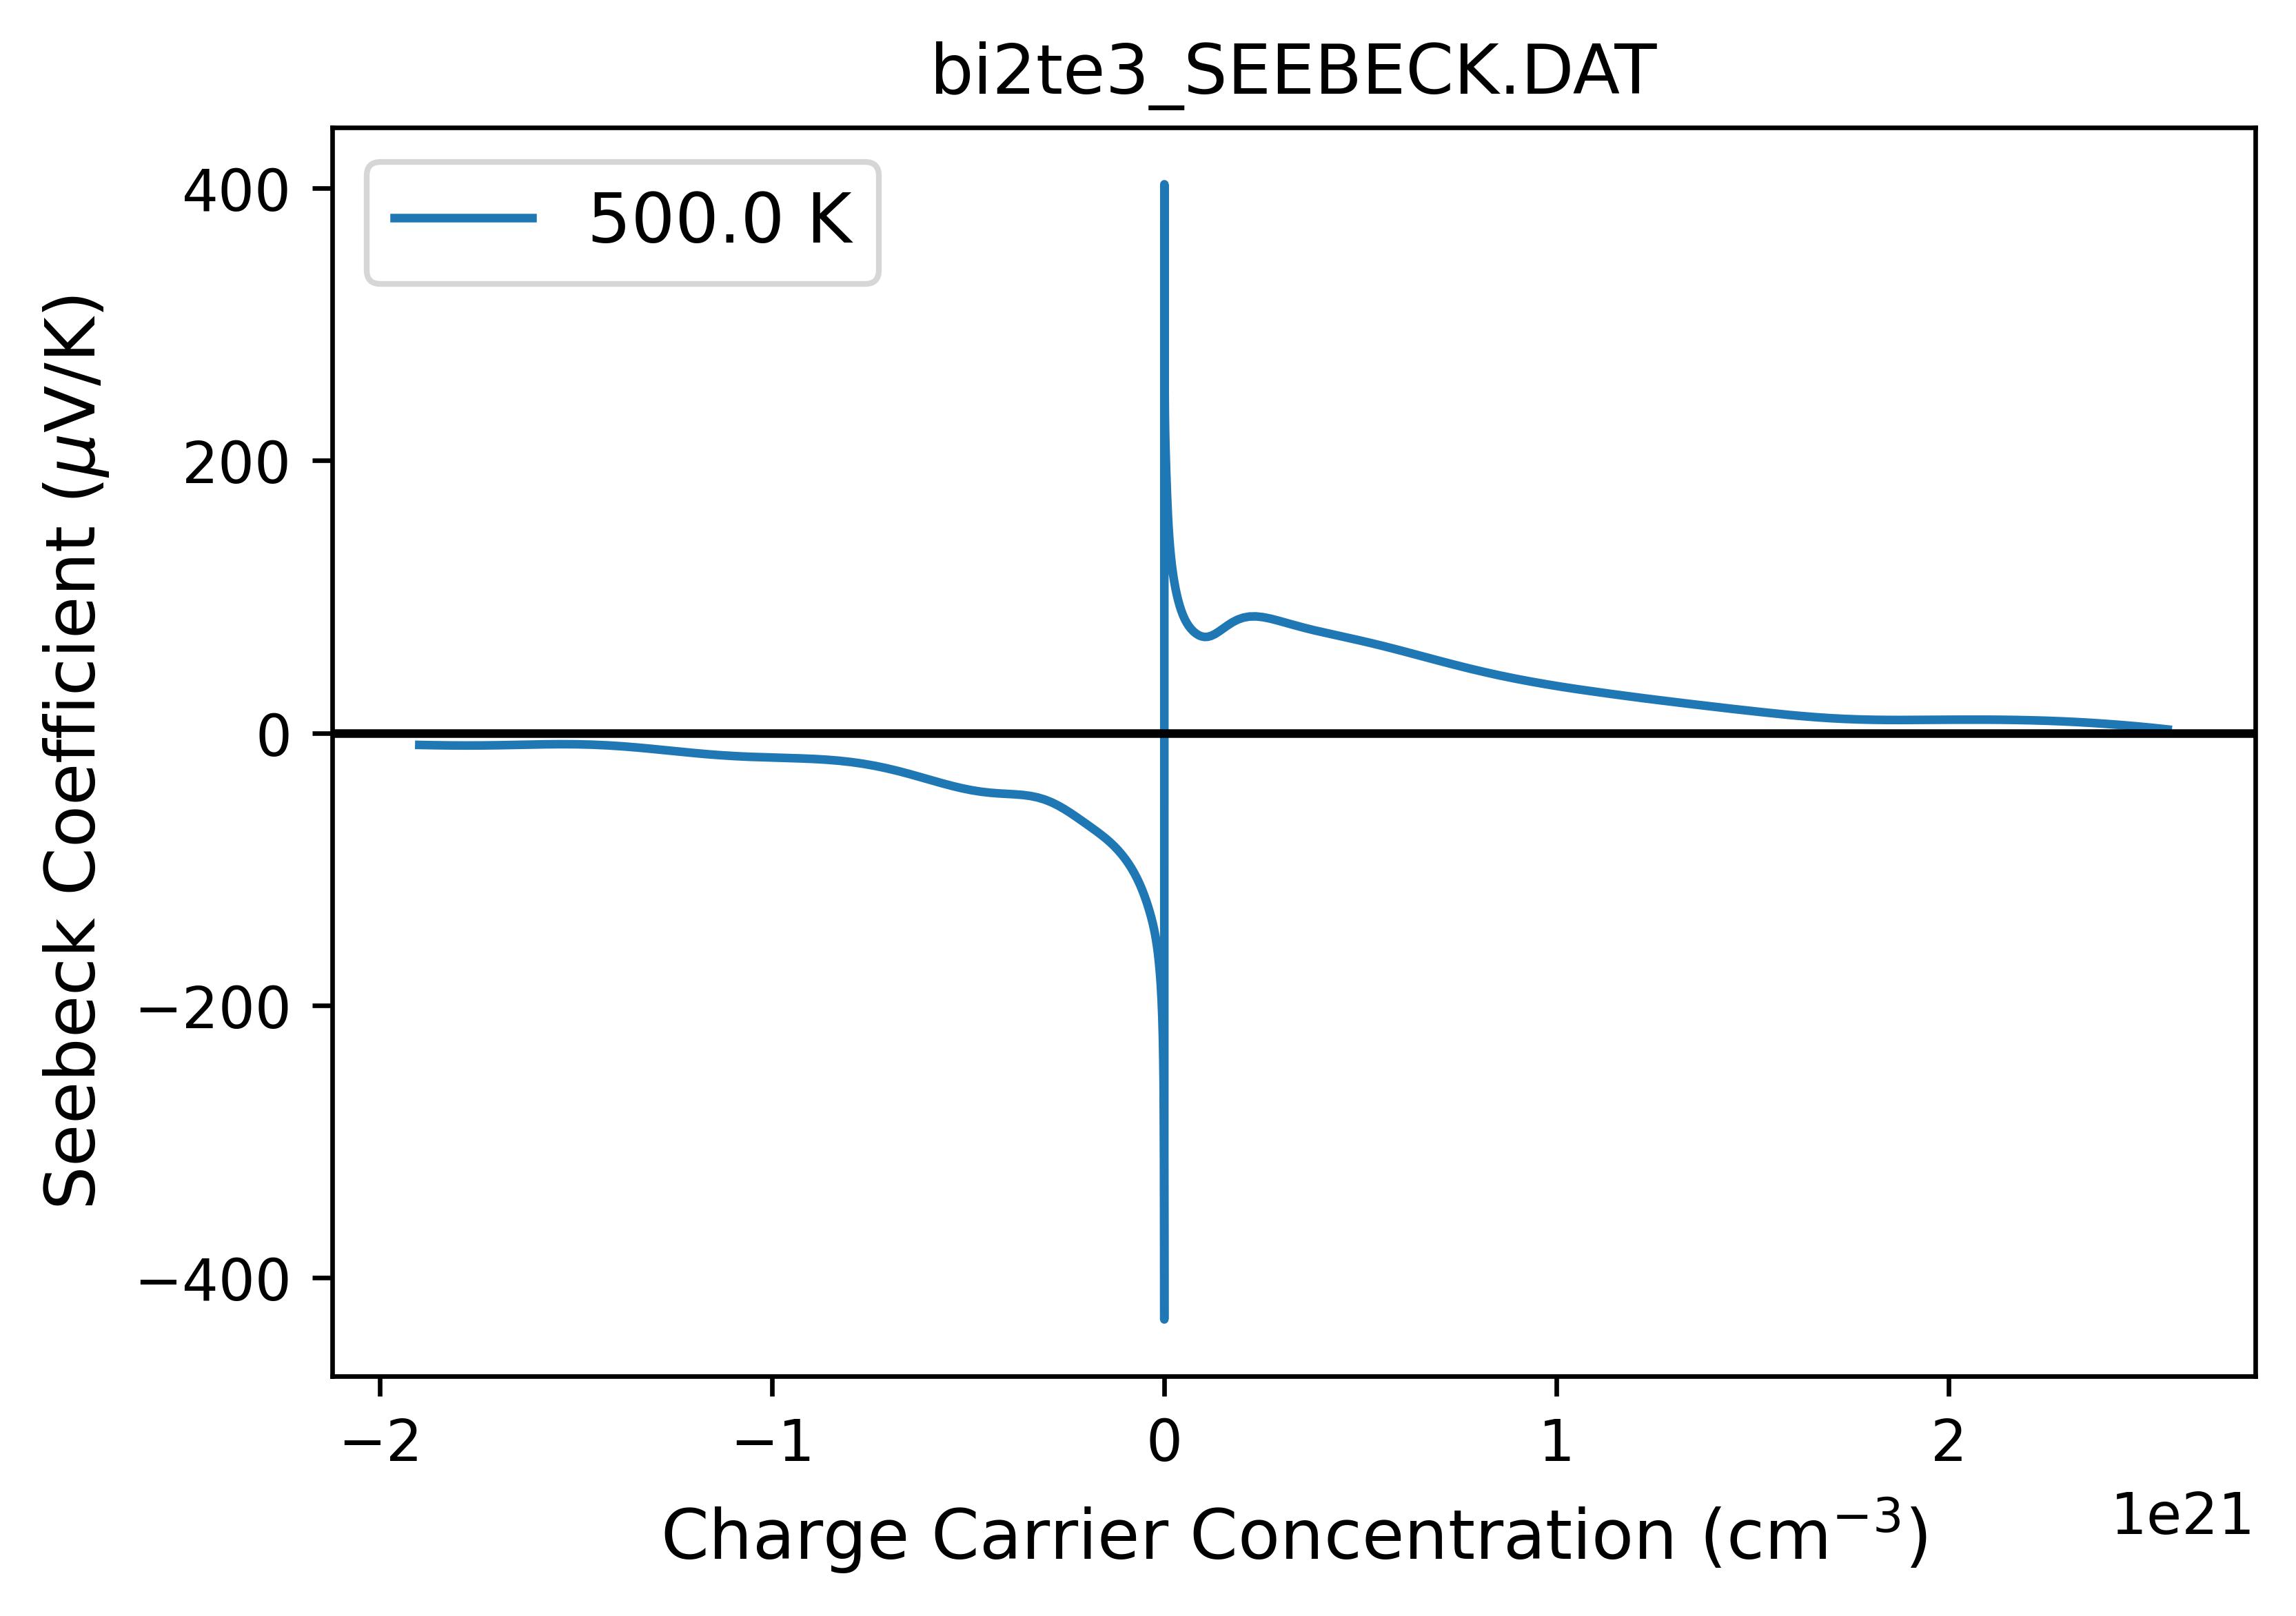 bi2te3_SEEBECK.DAT
500.0 K
Seebeck Coefficient (μV/K)
400
200
0
−200
−400
−2 −1 0 1 2
1e21
Charge Carrier Concentration (cm⁻³)